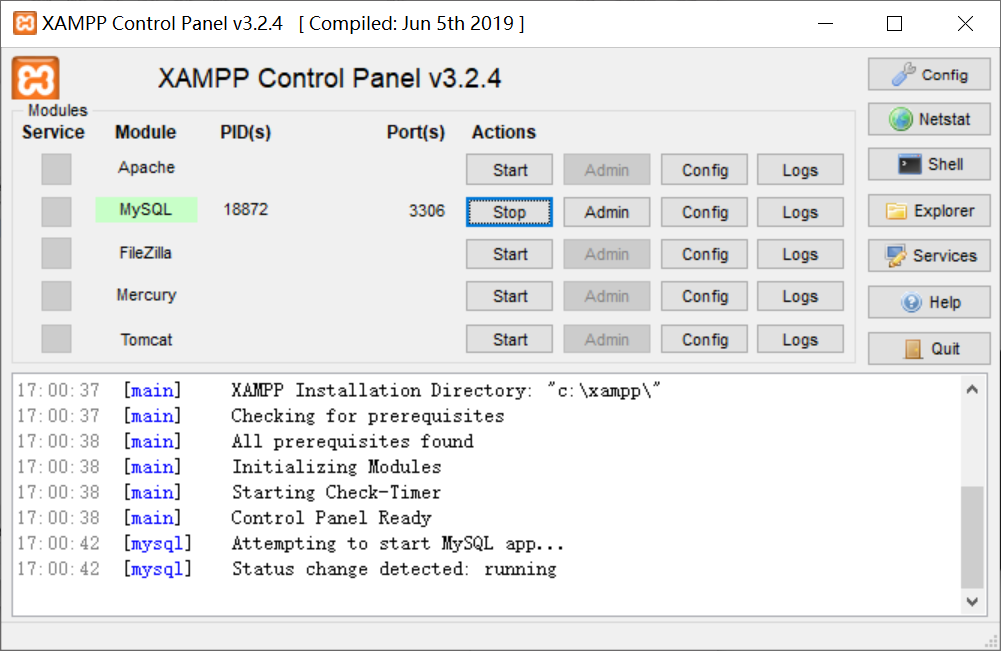 XAMPP Control Panel v3.2.4 [ Compiled: Jun 5th 2019 ]
XAMPP Control Panel v3.2.4
Config
Modules
Netstat
Service Module PID(s) Port(s) Actions
Apache Start Admin Config Logs
Shell
MySQL 18872 3306 Stop Admin Config Logs
Explorer
FileZilla Start Admin Config Logs
Services
Mercury Start Admin Config Logs
Help
Tomcat Start Admin Config Logs
Quit
17:00:37 [main] XAMPP Installation Directory: "c:\xampp\"
17:00:37 [main] Checking for prerequisites
17:00:38 [main] All prerequisites found
17:00:38 [main] Initializing Modules
17:00:38 [main] Starting Check-Timer
17:00:38 [main] Control Panel Ready
17:00:42 [mysql] Attempting to start MySQL app...
17:00:42 [mysql] Status change detected: running